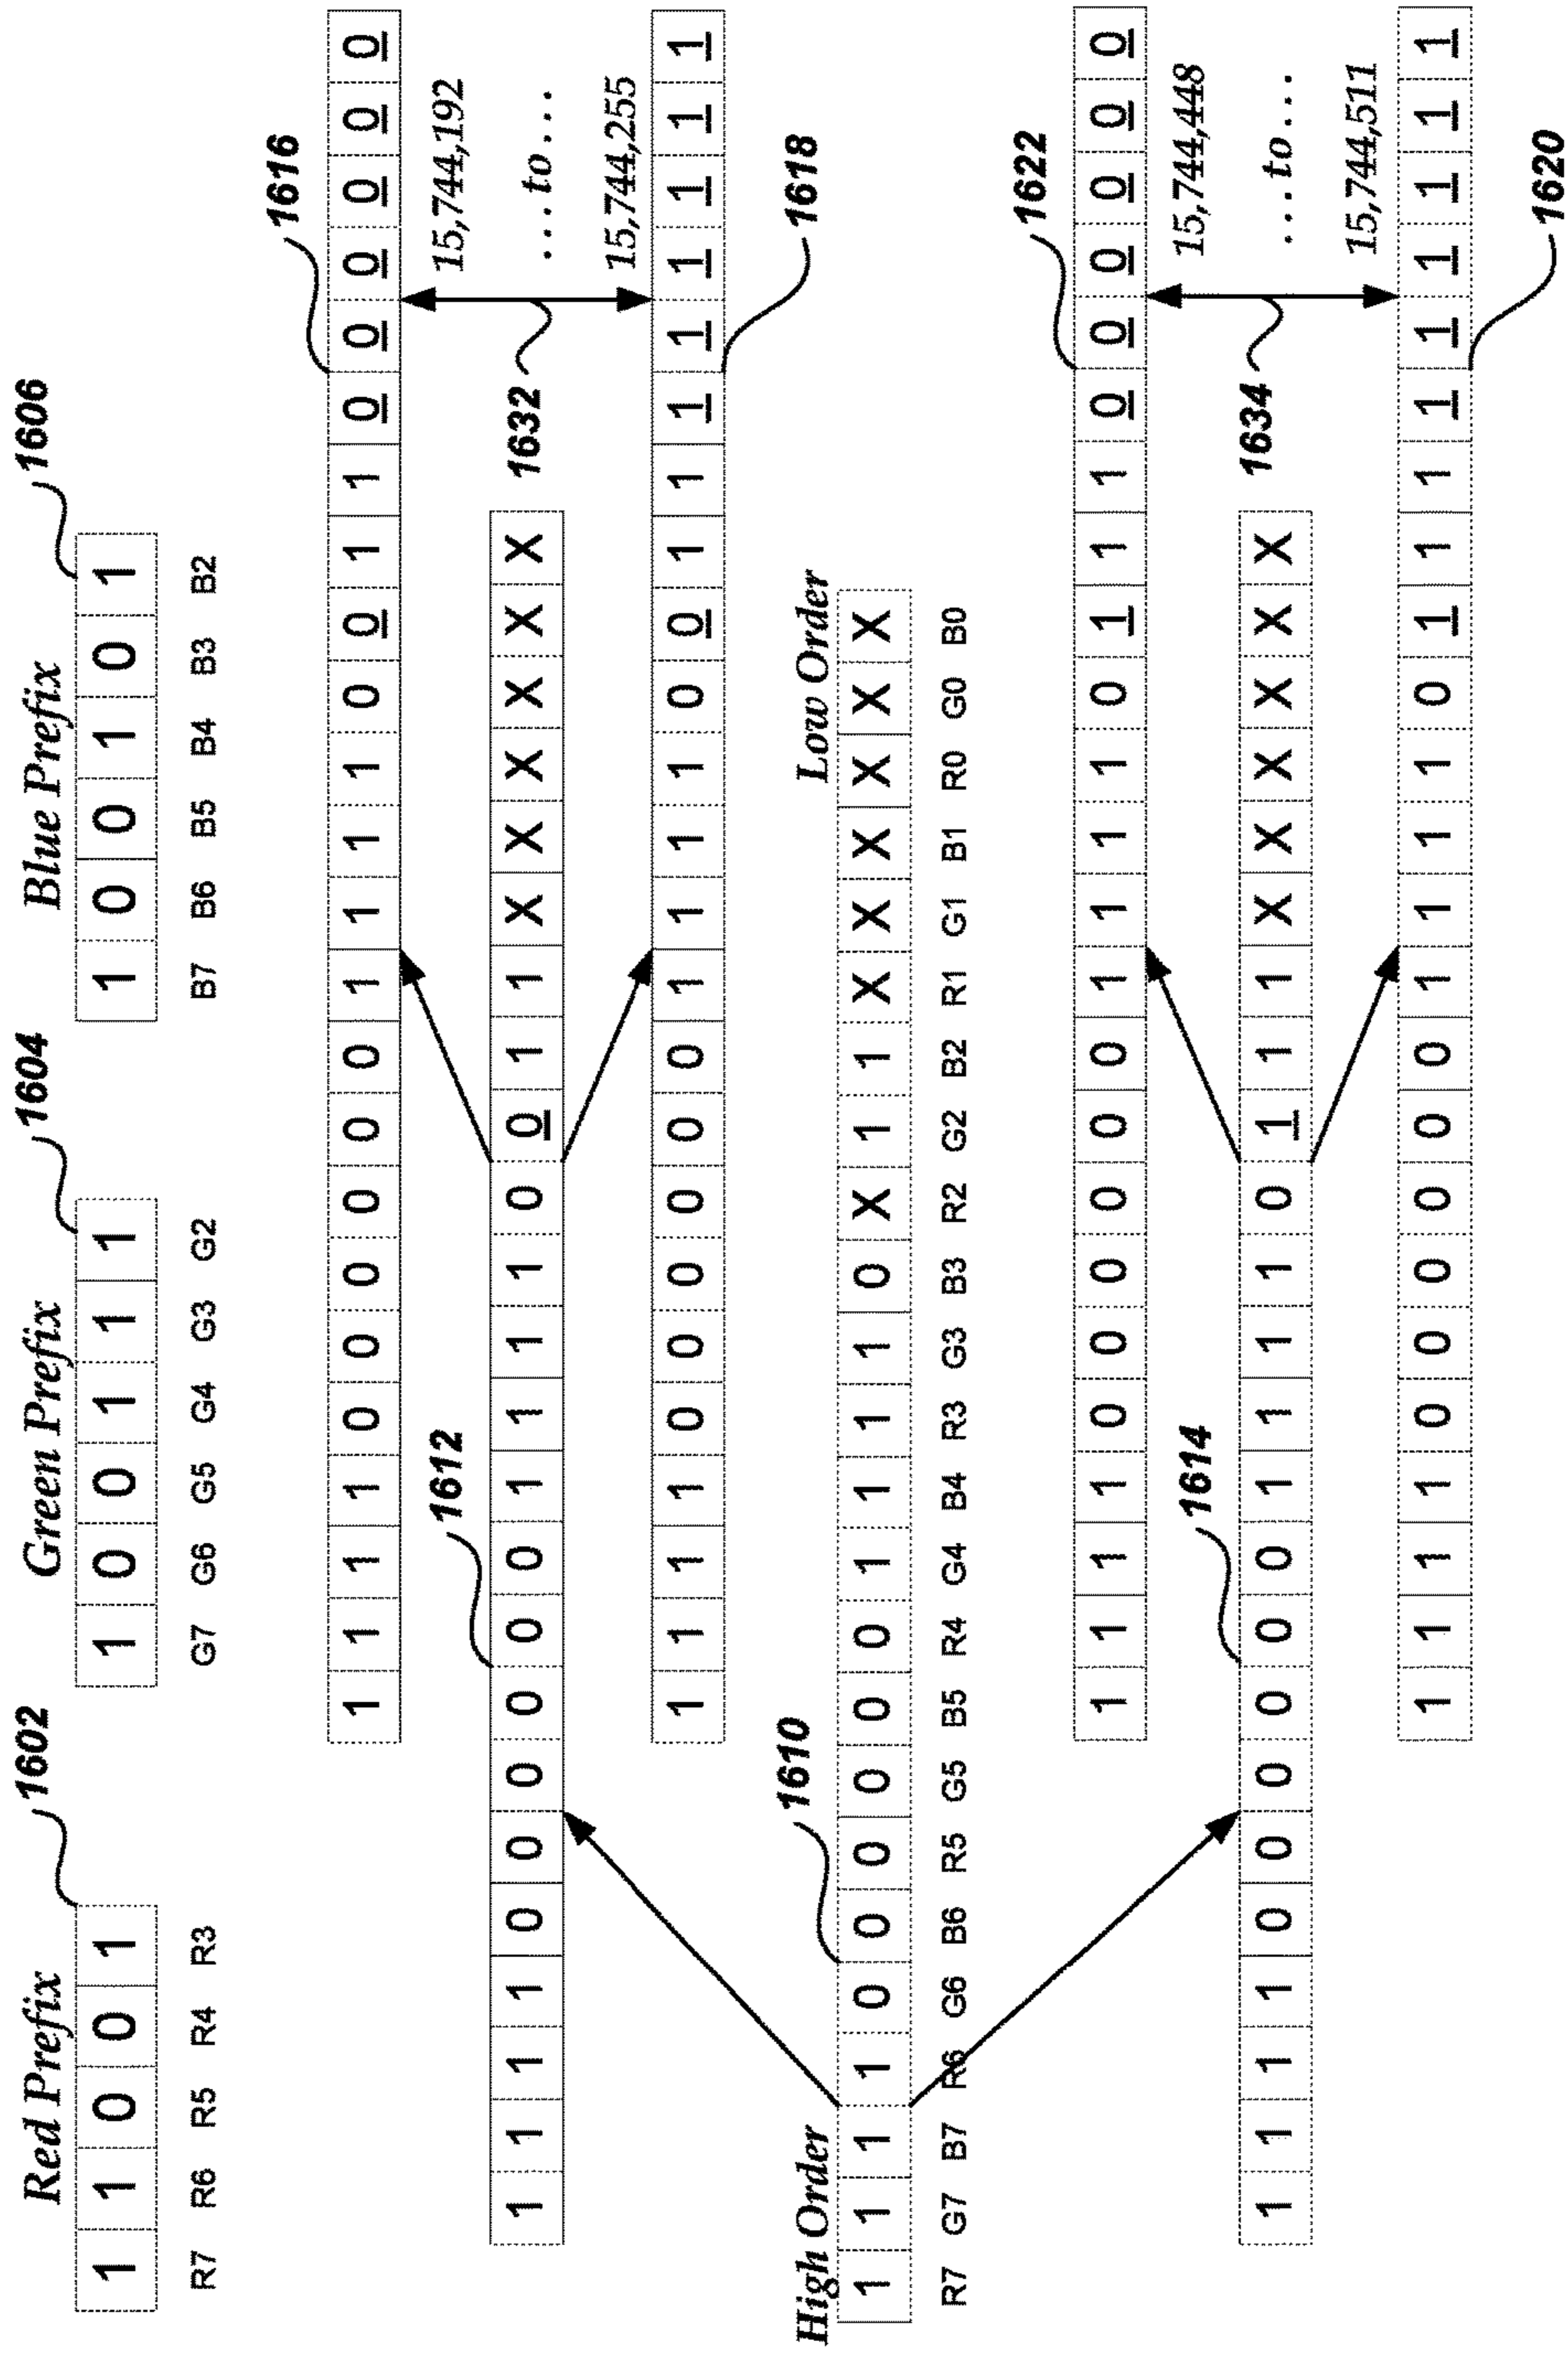 Red Prefix 1602 Green Prefix 1604 Blue Prefix 1606
1 1 0 0 1 1 0 0 1 1 1 1 0 0 1 0 1
R7 R6 R5 R4 R3 G7 G6 G5 G4 G3 G2 B7 B6 B5 B4 B3 B2
1616
1 1 1 1 0 0 0 0 0 0 1 1 1 1 0 0 1 1 0 0 0 0 0 0
1612 15,744,192
1 1 1 1 0 0 0 0 0 0 1 1 1 1 0 0 1 1 X X X X X X 1632 ...to...
15,744,255
1 1 1 1 0 0 0 0 0 0 1 1 1 1 0 0 1 1 1 1 1 1 1 1
1618
High Order 1610 Low Order
1 1 1 1 0 0 0 0 0 0 1 1 1 1 0 X 1 1 X X X X X X
R7 G7 B7 R6 G6 B6 R5 G5 B5 R4 G4 B4 R3 G3 B3 R2 G2 B2 R1 G1 B1 R0 G0 B0
1622
1 1 1 1 0 0 0 0 0 0 1 1 1 1 0 1 1 1 0 0 0 0 0 0
1614 15,744,448
1 1 1 1 0 0 0 0 0 0 1 1 1 1 0 1 1 1 X X X X X X 1634 ...to...
15,744,511
1 1 1 1 0 0 0 0 0 0 1 1 1 1 0 1 1 1 1 1 1 1 1 1
1620